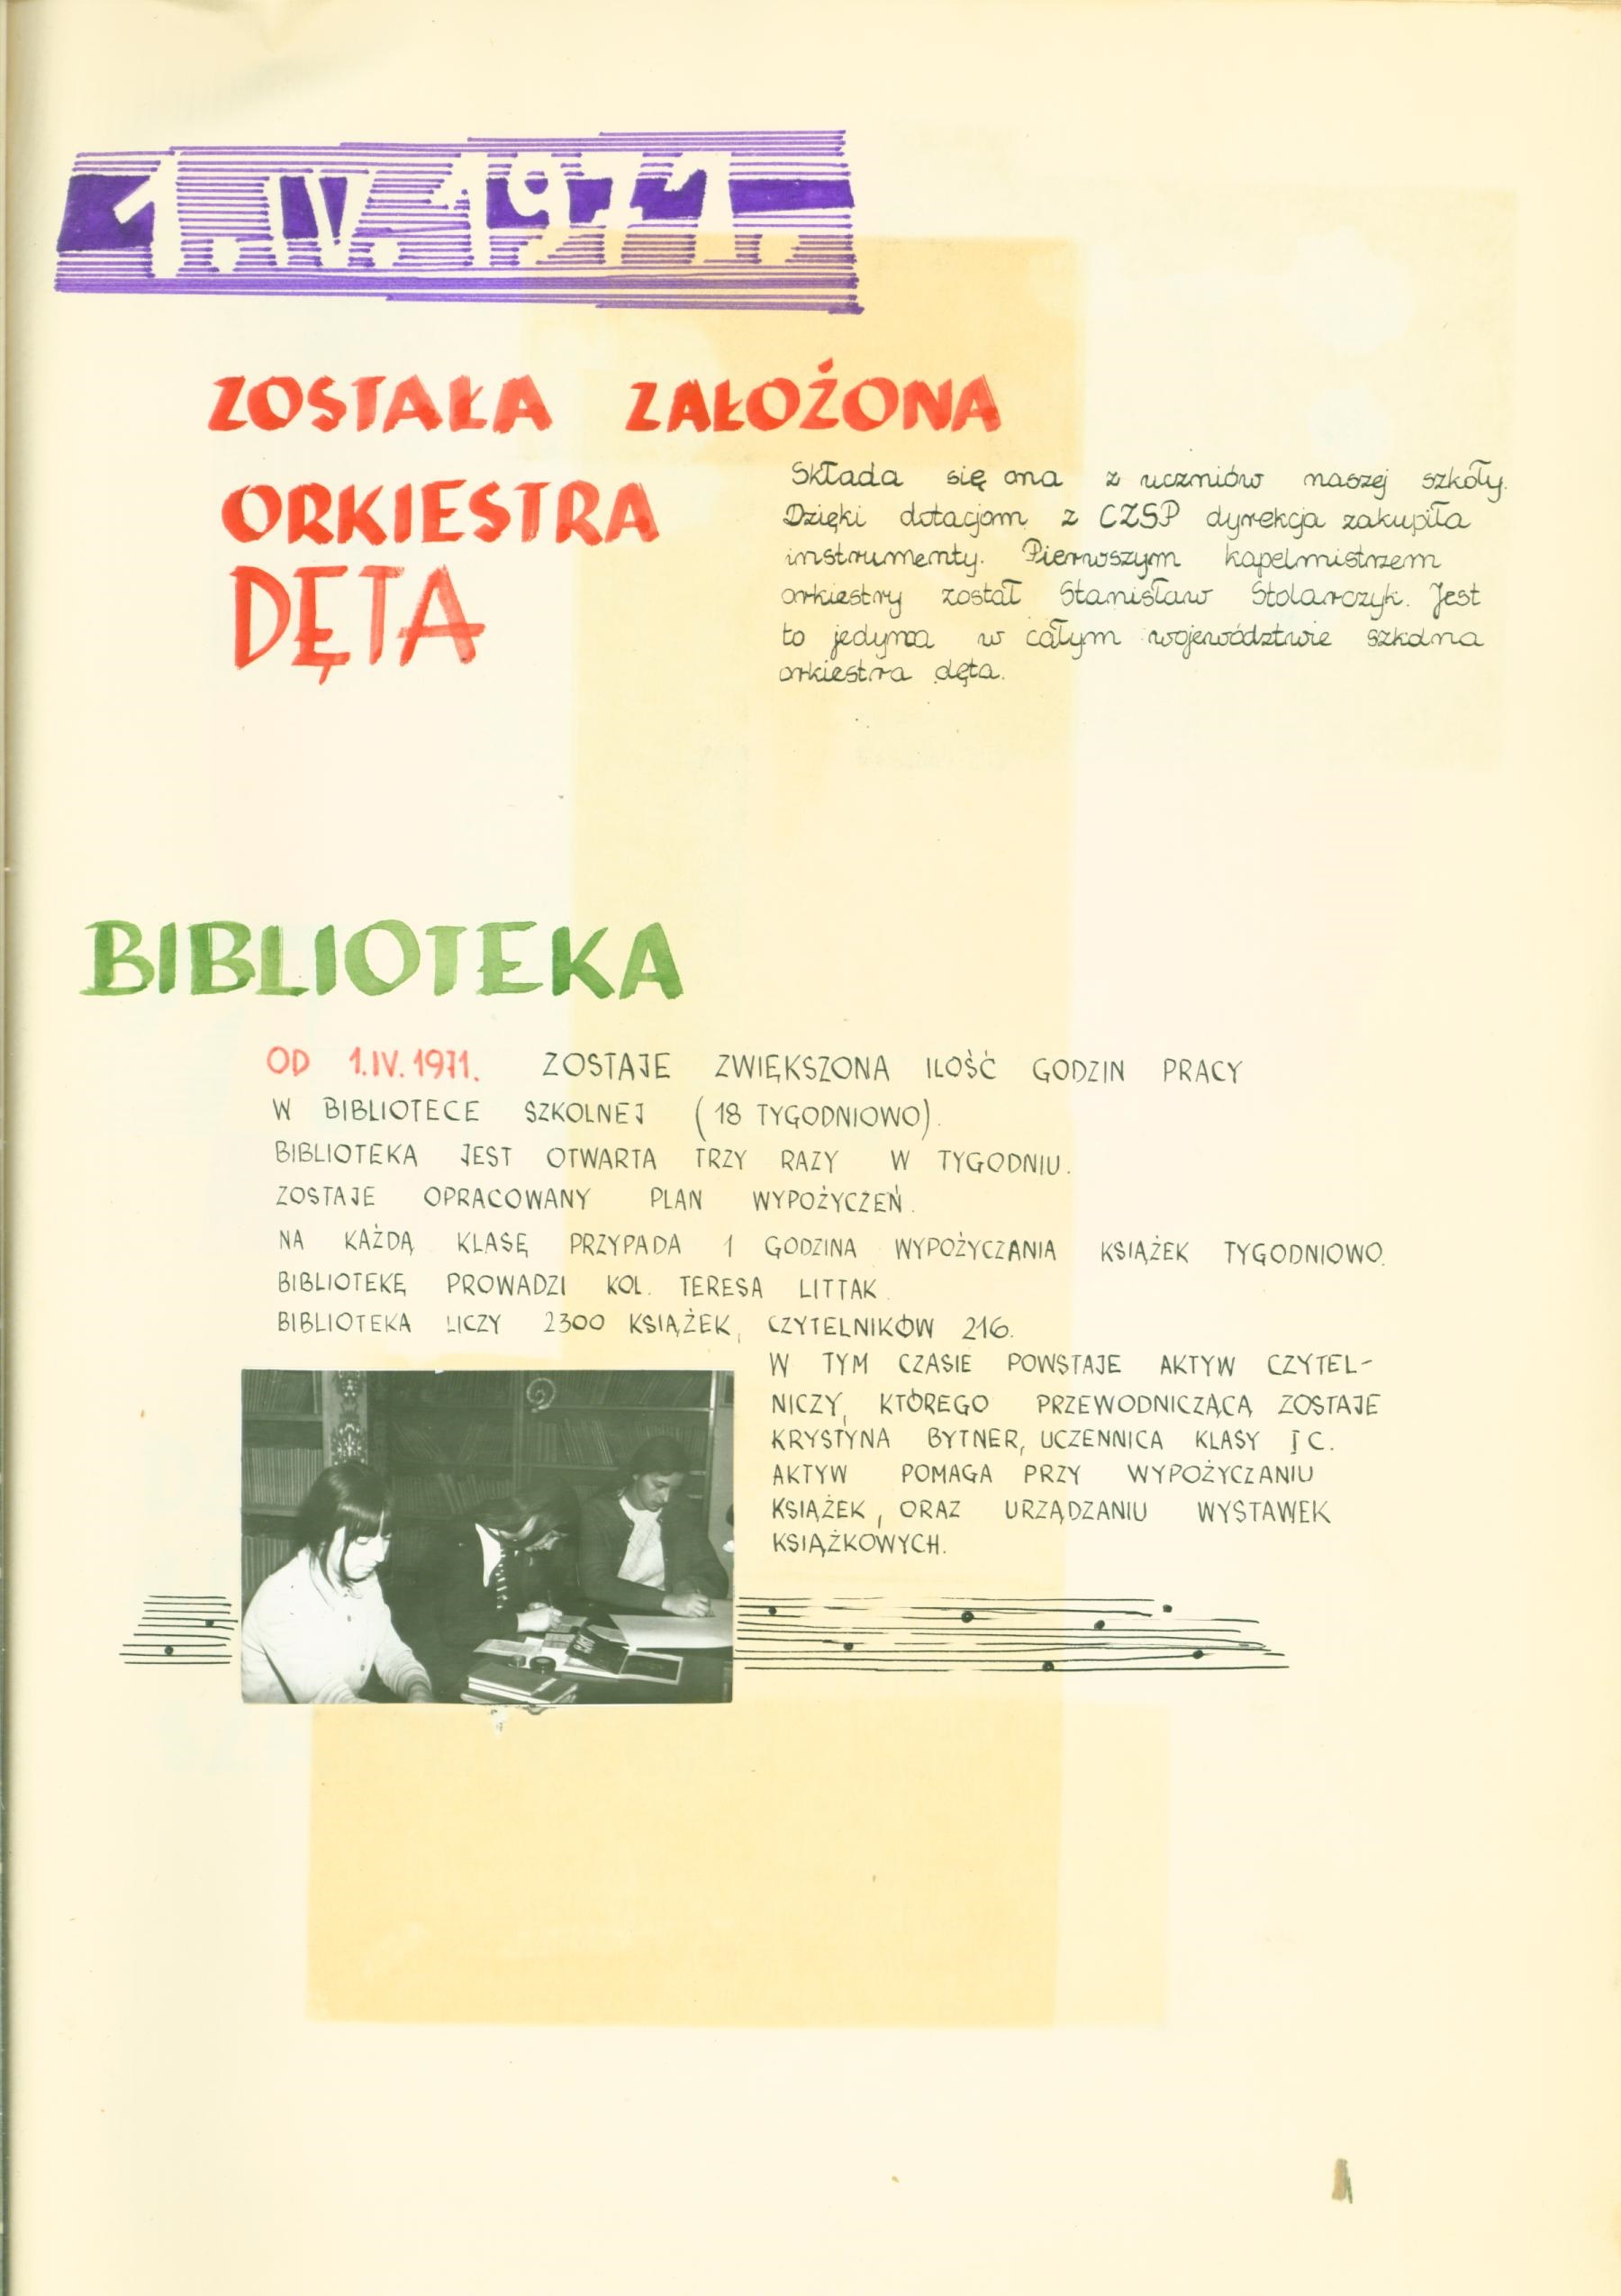 1.IV.1971.
ZOSTAŁA ZAŁOŻONA
ORKIESTRA
DĘTA
Składa się ona z uczniów naszej szkoły.
Dzięki dotacjom z CZSP dyrekcja zakupiła
instrumenty. Pierwszym kapelmistrzem
orkiestry został Stanisław Stolarczyk. Jest
to jedyna w całym województwie szkolna
orkiestra dęta.
BIBLIOTEKA
OD 1.IV.1971. ZOSTAJE ZWIĘKSZONA ILOŚĆ GODZIN PRACY
W BIBLIOTECE SZKOLNEJ (18 TYGODNIOWO).
BIBLIOTEKA JEST OTWARTA TRZY RAZY W TYGODNIU.
ZOSTAJE OPRACOWANY PLAN WYPOŻYCZEŃ.
NA KAŻDĄ KLASĘ PRZYPADA 1 GODZINA WYPOŻYCZANIA KSIĄŻEK TYGODNIOWO.
BIBLIOTEKĘ PROWADZI KOL. TERESA LITTAK.
BIBLIOTEKA LICZY 2300 KSIĄŻEK, CZYTELNIKÓW 216.
W TYM CZASIE POWSTAJE AKTYW CZYTEL-
NICZY, KTÓREGO PRZEWODNICZĄCĄ ZOSTAJE
KRYSTYNA BYTNER, UCZENNICA KLASY I C.
AKTYW POMAGA PRZY WYPOŻYCZANIU
KSIĄŻEK, ORAZ URZĄDZANIU WYSTAWEK
KSIĄŻKOWYCH.